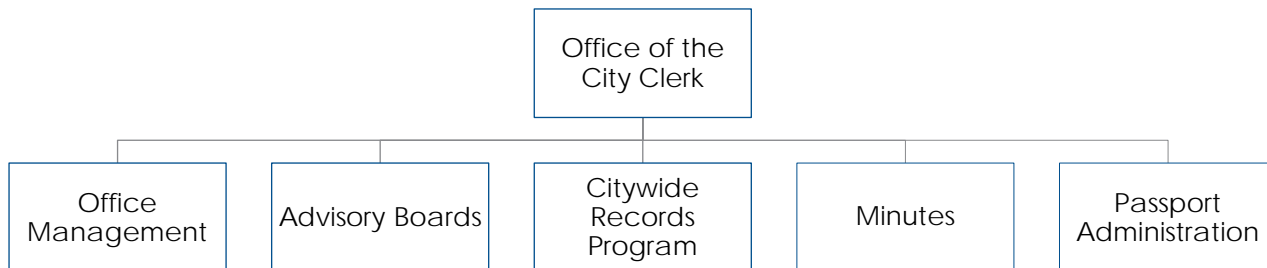 Office of the
City Clerk
Office
Management
Advisory Boards
Citywide
Records
Program
Minutes
Passport
Administration